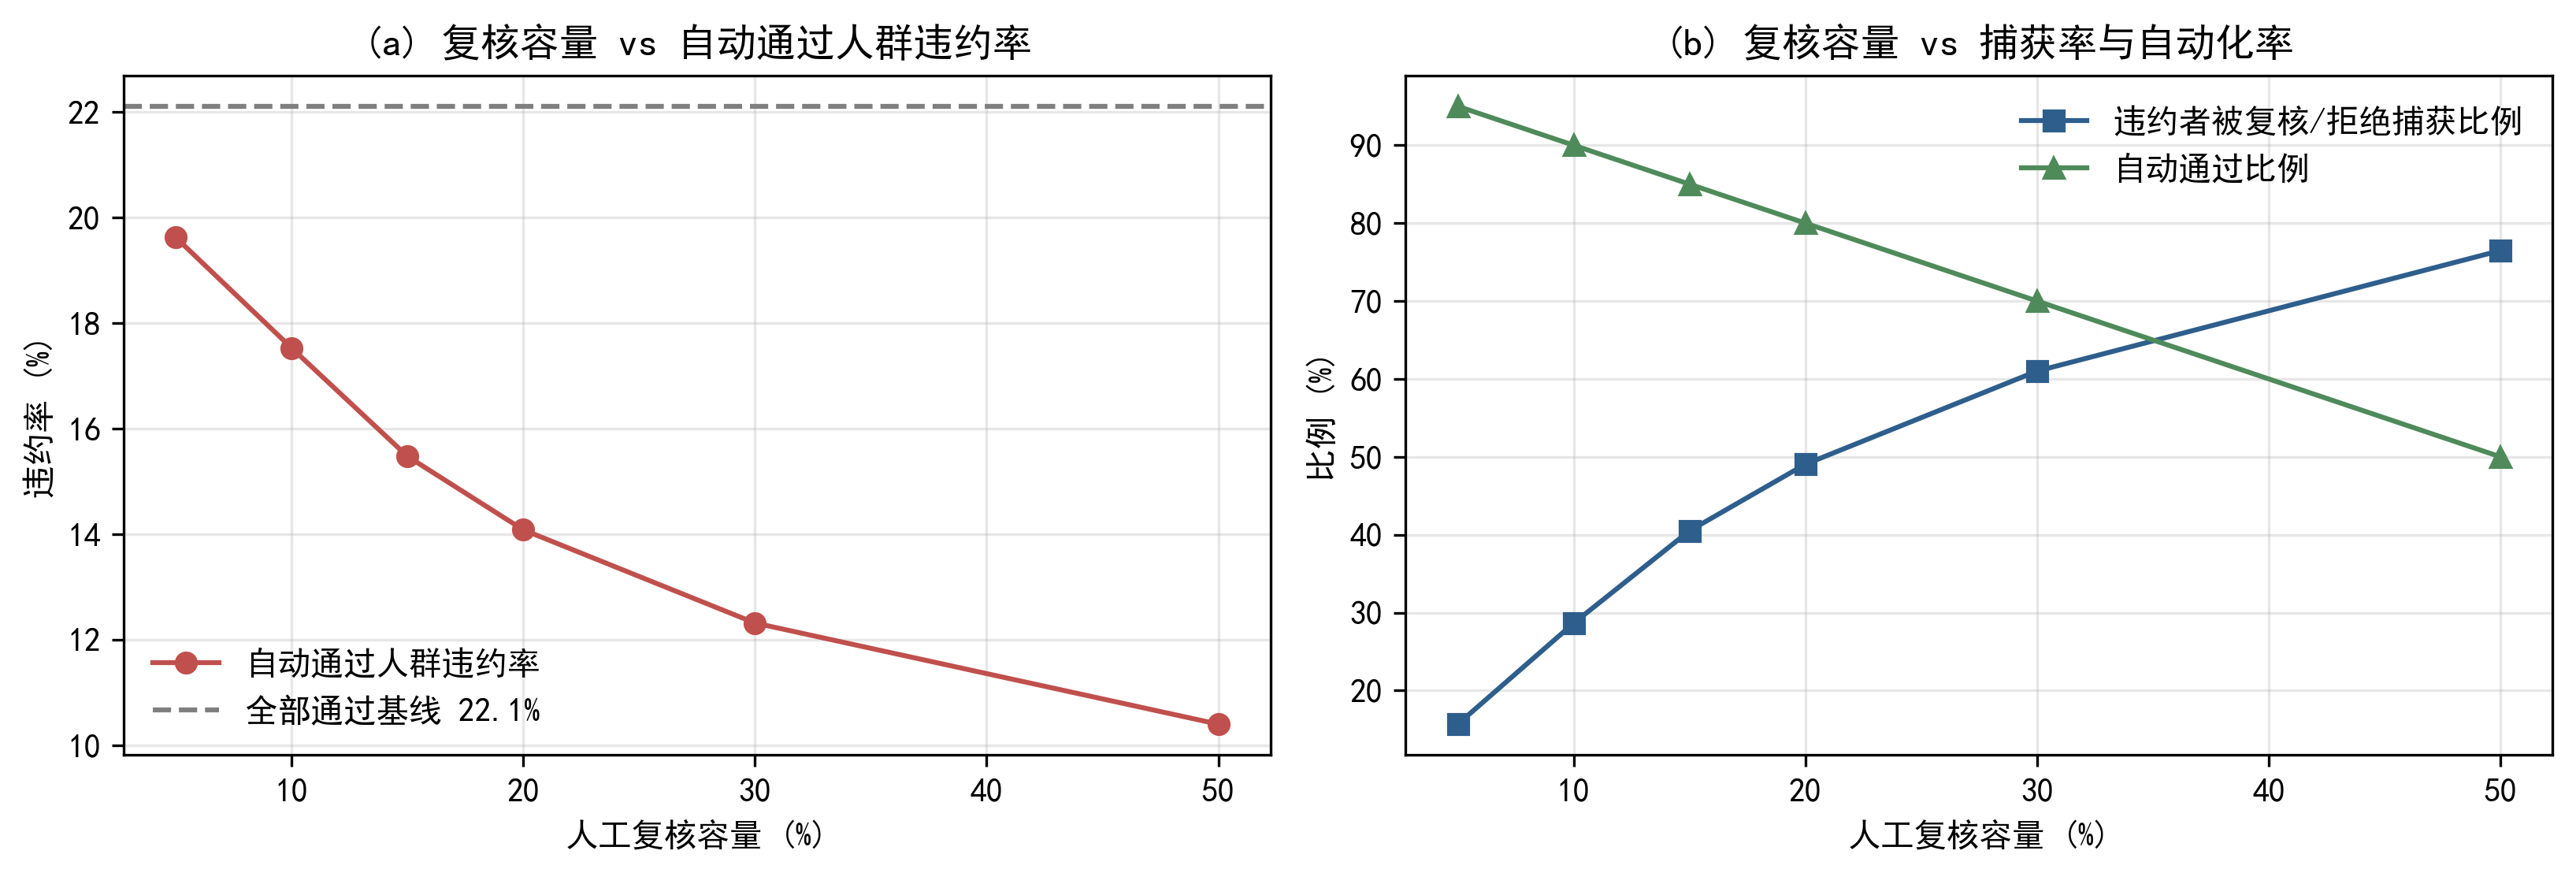 (a) 复核容量 vs 自动通过人群违约率
22
20
18
16
14
12
10
违约率 (%)
自动通过人群违约率
全部通过基线 22.1%
10
20
30
40
50
人工复核容量 (%)
(b) 复核容量 vs 捕获率与自动化率
违约者被复核/拒绝捕获比例
自动通过比例
90
80
70
60
50
40
30
20
比例 (%)
10
20
30
40
50
人工复核容量 (%)